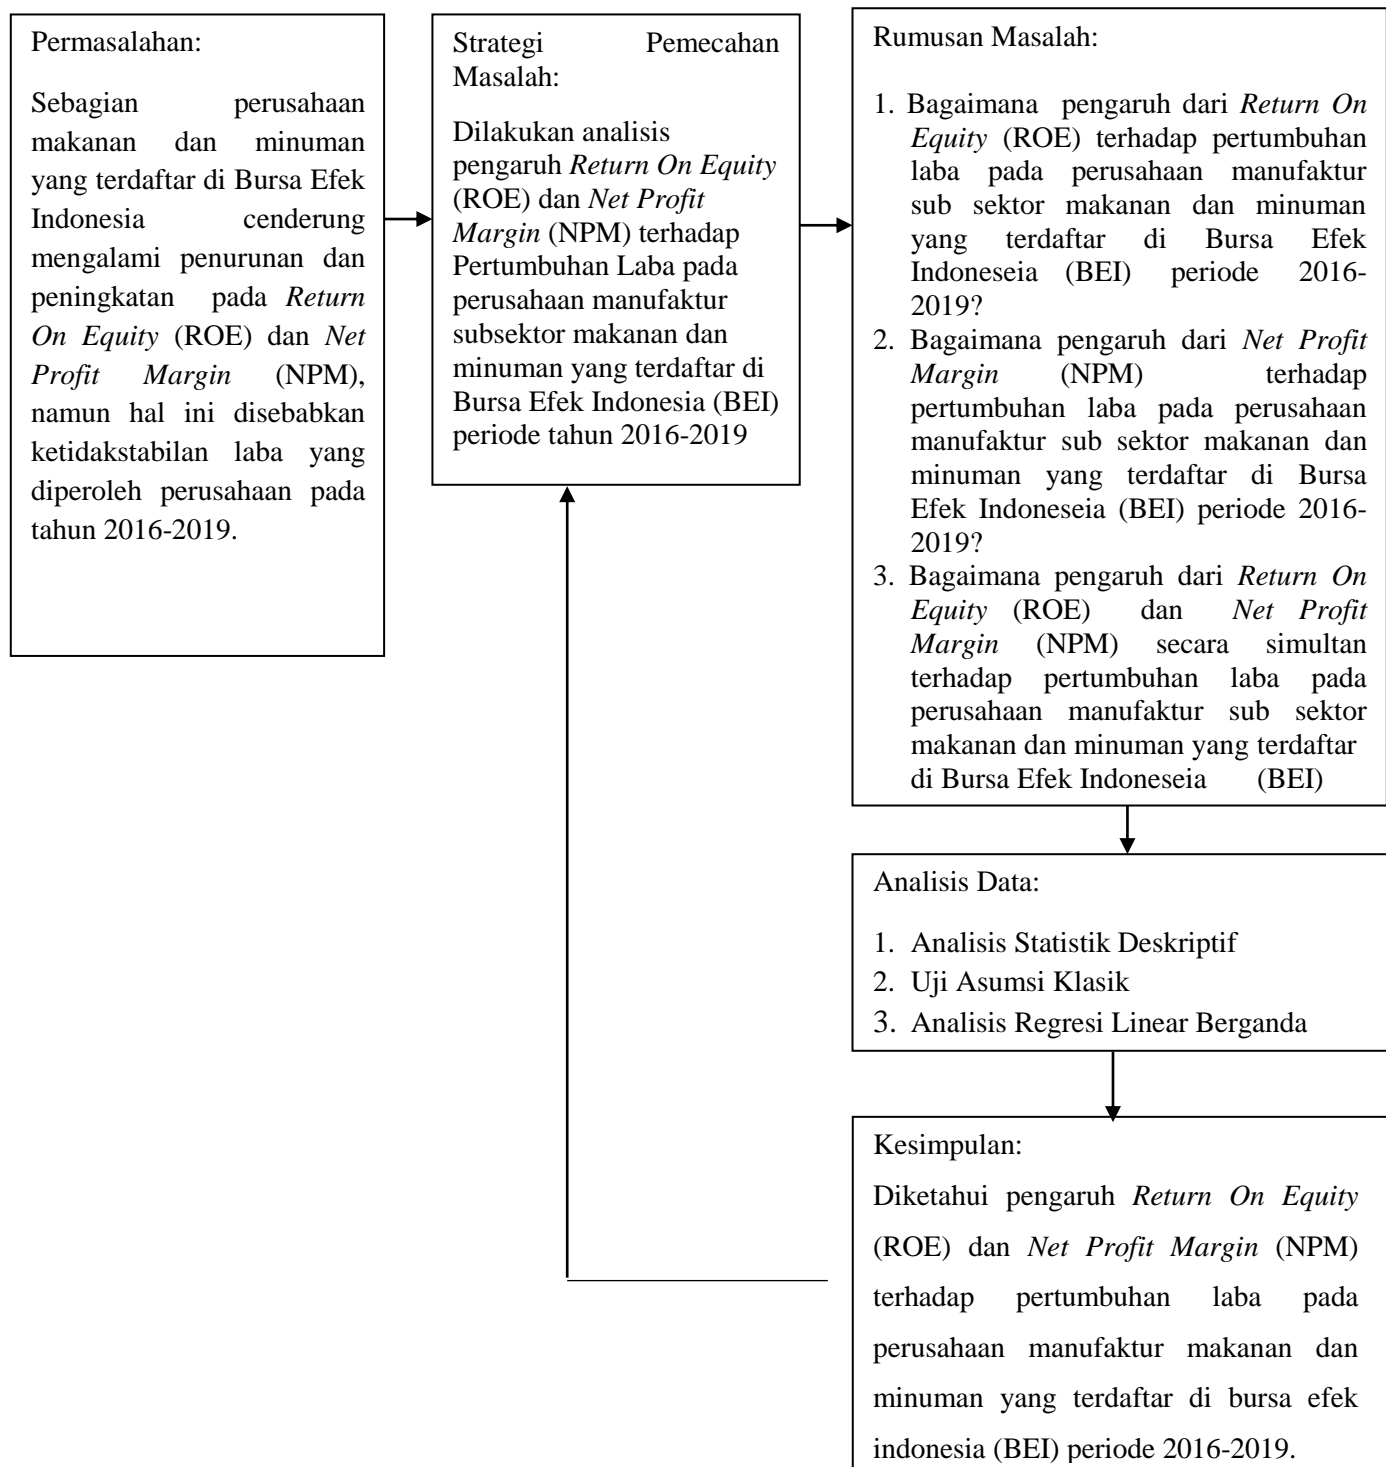 Permasalahan:
Sebagian perusahaan
makanan dan minuman
yang terdaftar di Bursa Efek
Indonesia cenderung
mengalami penurunan dan
peningkatan pada Return
On Equity (ROE) dan Net
Profit Margin (NPM),
namun hal ini disebabkan
ketidakstabilan laba yang
diperoleh perusahaan pada
tahun 2016-2019.
Strategi Pemecahan
Masalah:
Dilakukan analisis
pengaruh Return On Equity
(ROE) dan Net Profit
Margin (NPM) terhadap
Pertumbuhan Laba pada
perusahaan manufaktur
subsektor makanan dan
minuman yang terdaftar di
Bursa Efek Indonesia (BEI)
periode tahun 2016-2019
Rumusan Masalah:
1. Bagaimana pengaruh dari Return On
Equity (ROE) terhadap pertumbuhan
laba pada perusahaan manufaktur
sub sektor makanan dan minuman
yang terdaftar di Bursa Efek
Indoneseia (BEI) periode 2016-
2019?
2. Bagaimana pengaruh dari Net Profit
Margin (NPM) terhadap
pertumbuhan laba pada perusahaan
manufaktur sub sektor makanan dan
minuman yang terdaftar di Bursa
Efek Indoneseia (BEI) periode 2016-
2019?
3. Bagaimana pengaruh dari Return On
Equity (ROE) dan Net Profit
Margin (NPM) secara simultan
terhadap pertumbuhan laba pada
perusahaan manufaktur sub sektor
makanan dan minuman yang terdaftar
di Bursa Efek Indoneseia (BEI)
Analisis Data:
1. Analisis Statistik Deskriptif
2. Uji Asumsi Klasik
3. Analisis Regresi Linear Berganda
Kesimpulan:
Diketahui pengaruh Return On Equity
(ROE) dan Net Profit Margin (NPM)
terhadap pertumbuhan laba pada
perusahaan manufaktur makanan dan
minuman yang terdaftar di bursa efek
indonesia (BEI) periode 2016-2019.